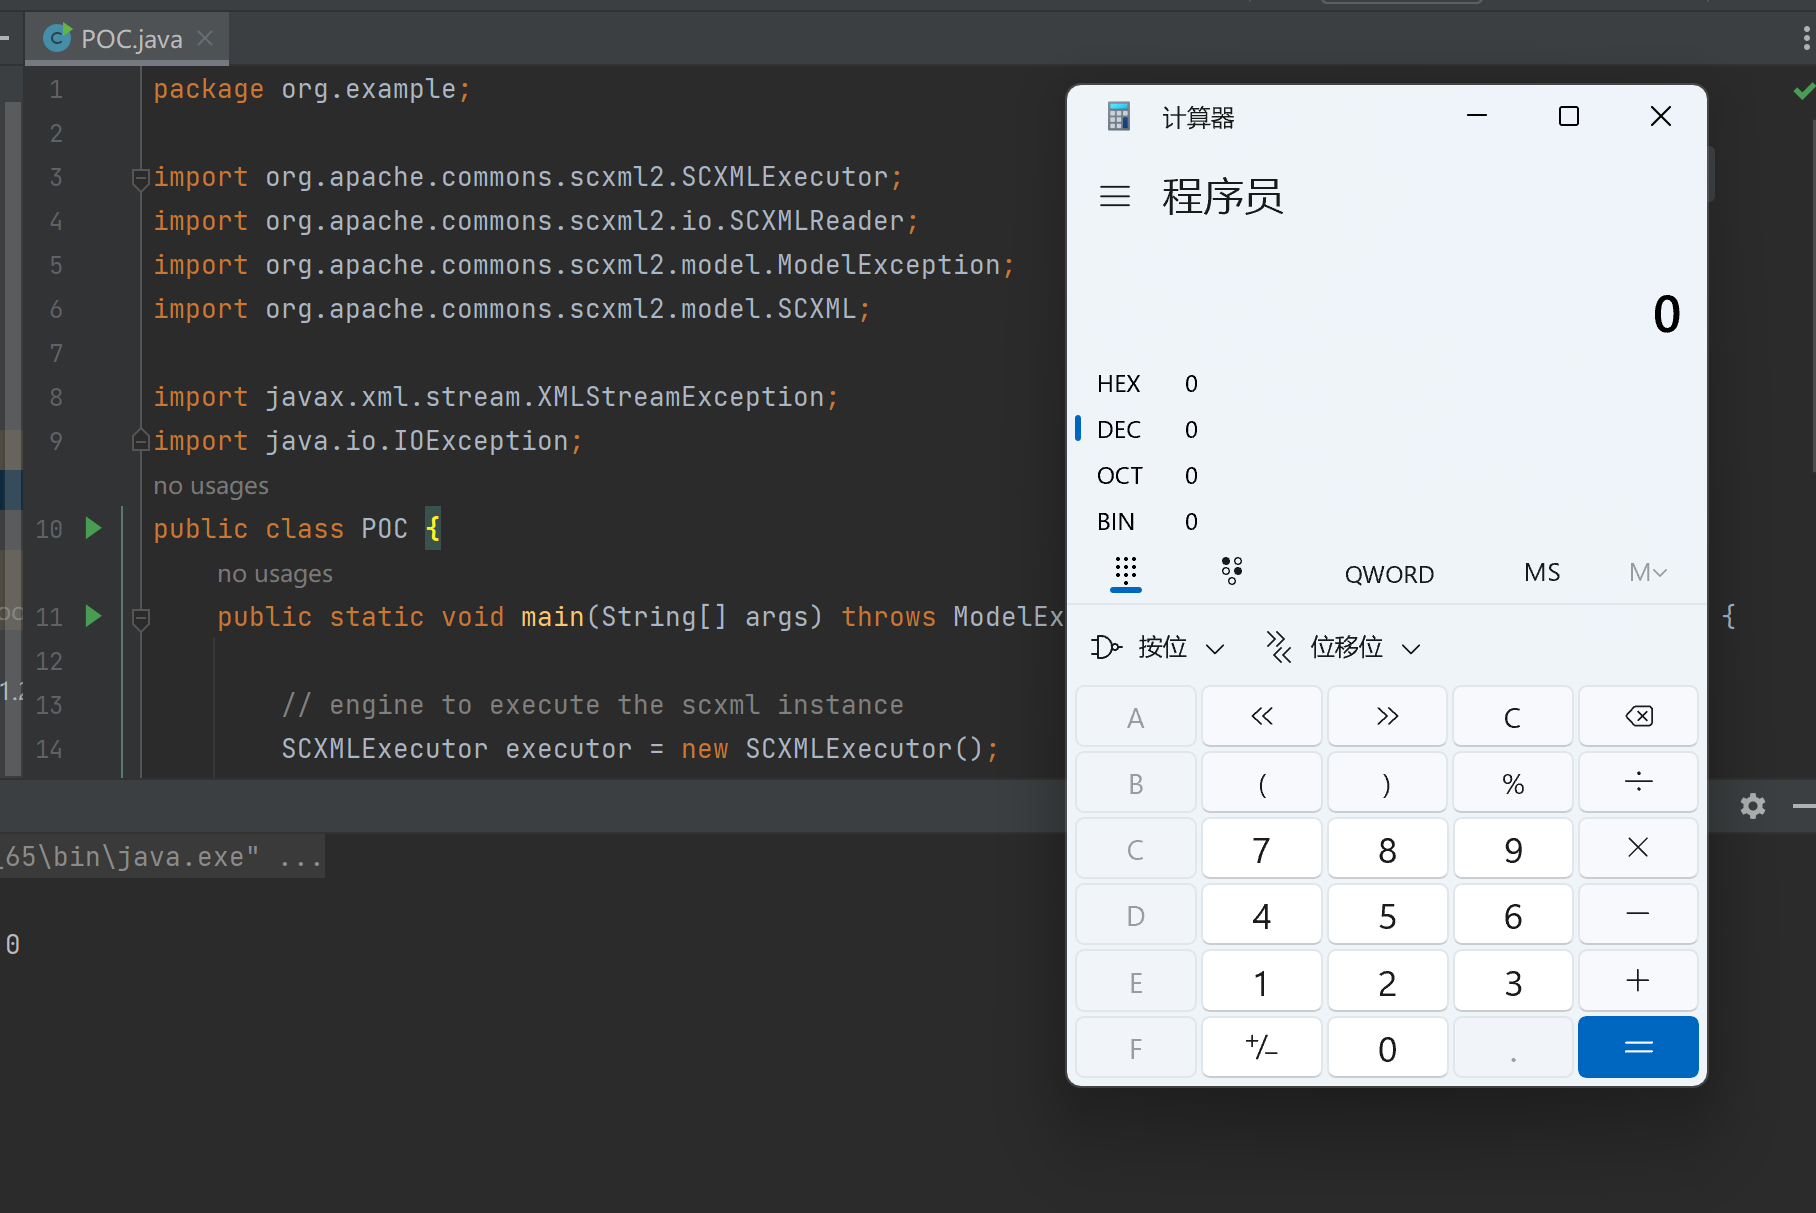 POC.java
1 package org.example;
2
3 import org.apache.commons.scxml2.SCXMLExecutor;
4 import org.apache.commons.scxml2.io.SCXMLReader;
5 import org.apache.commons.scxml2.model.ModelException;
6 import org.apache.commons.scxml2.model.SCXML;
7
8 import javax.xml.stream.XMLStreamException;
9 import java.io.IOException;
no usages
10 public class POC {
no usages
11 public static void main(String[] args) throws ModelEx {
12
13 // engine to execute the scxml instance
14 SCXMLExecutor executor = new SCXMLExecutor();
65\bin\java.exe" ...
0
计算器
程序员
0
HEX 0
DEC 0
OCT 0
BIN 0
QWORD MS M
按位 位移位
A « » C
B ( ) % ÷
C 7 8 9 ×
D 4 5 6 −
E 1 2 3 +
F +/− 0 . =